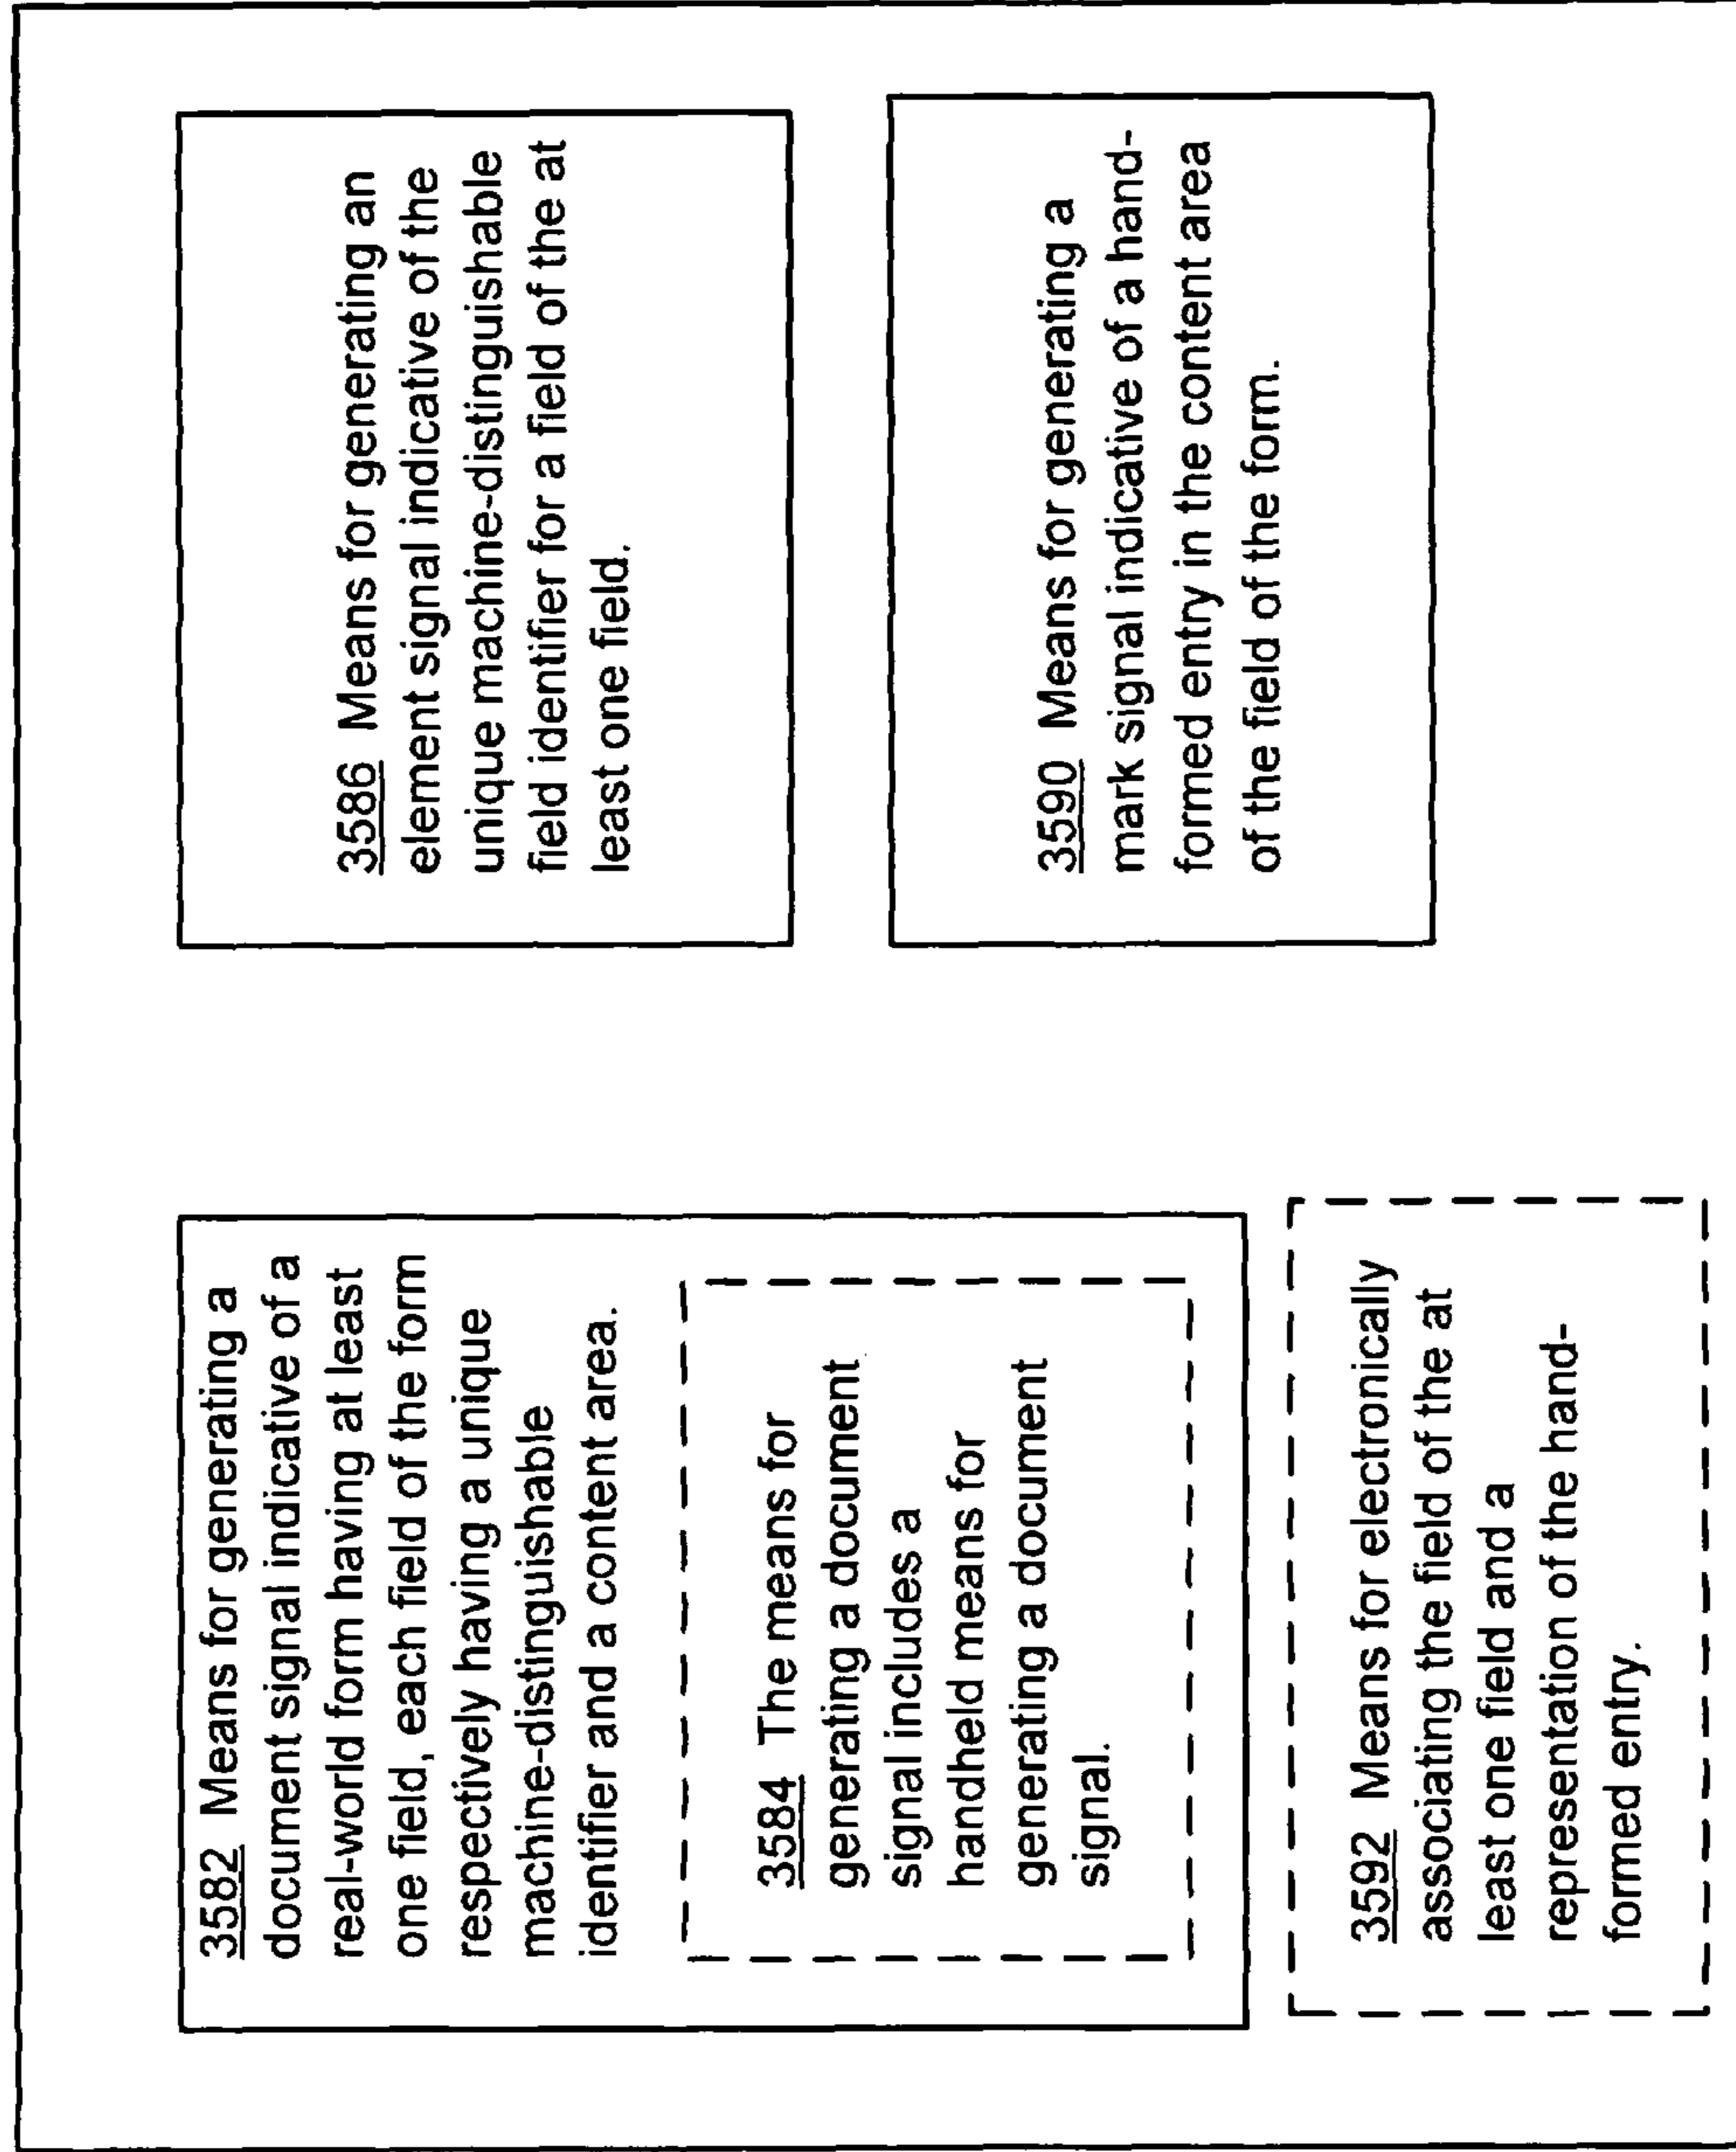 3582 Means for generating a
document signal indicative of a
real-world form having at least
one field, each field of the form
respectively having a unique
machine-distinguishable
identifier and a content area.
3584 The means for
generating a document
signal includes a
handheld means for
generating a document
signal.
3592 Means for electronically
associating the field of the at
least one field and a
representation of the hand-
formed entry.
3586 Means for generating an
element signal indicative of the
unique machine-distinguishable
field identifier for a field of the at
least one field.
3590 Means for generating a
mark signal indicative of a hand-
formed entry in the content area
of the field of the form.